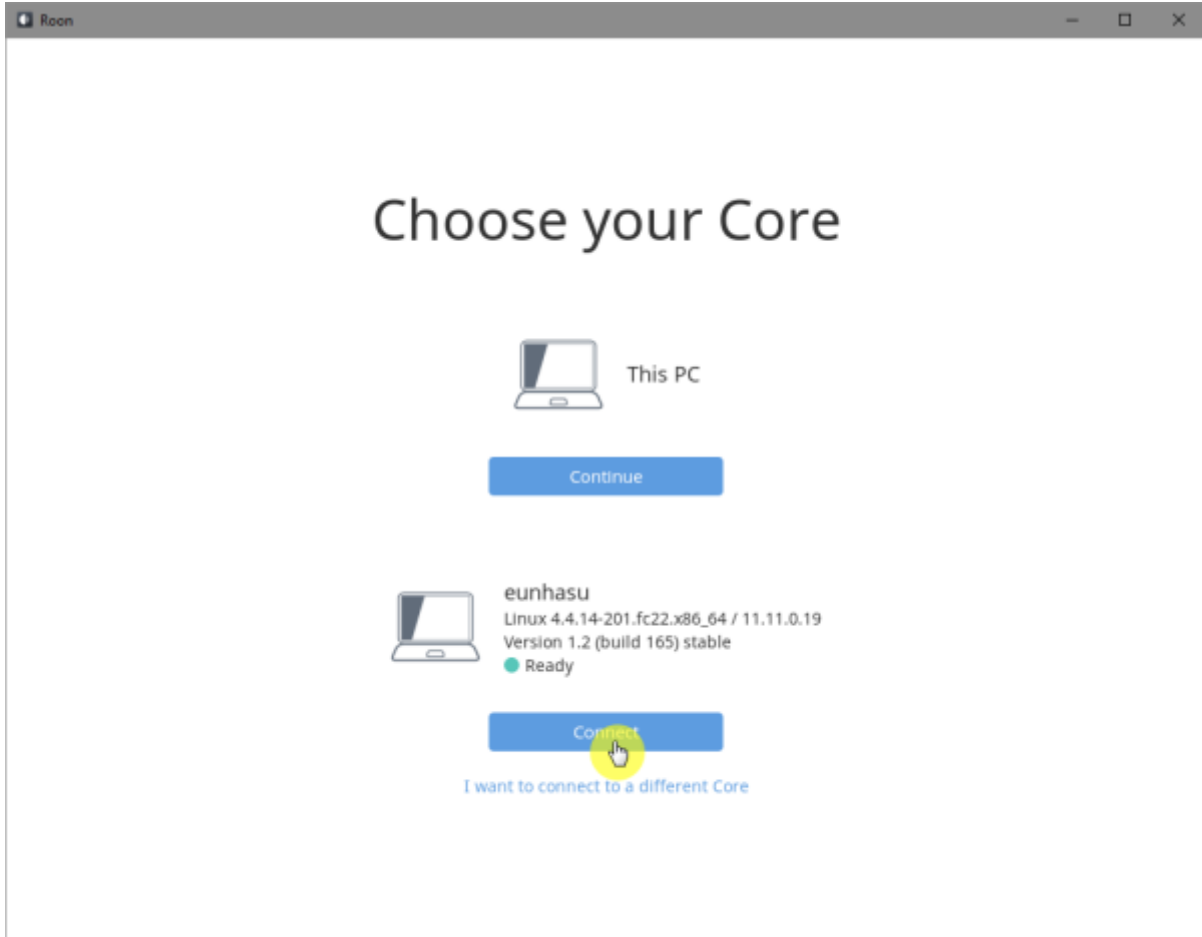 Roon
Choose your Core
This PC
Continue
eunhasu
Linux 4.4.14-201.fc22.x86_64 / 11.11.0.19
Version 1.2 (build 165) stable
Ready
Connect
I want to connect to a different Core